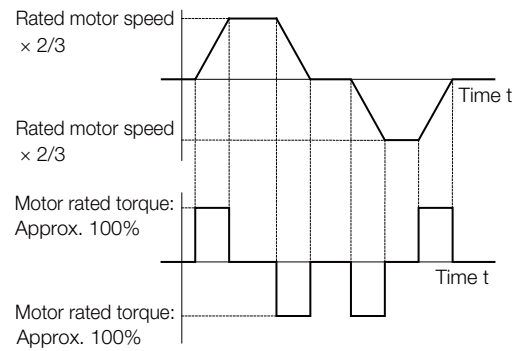 Rated motor speed
× 2/3
Time t
Rated motor speed
× 2/3
Motor rated torque:
Approx. 100%
Time t
Motor rated torque:
Approx. 100%